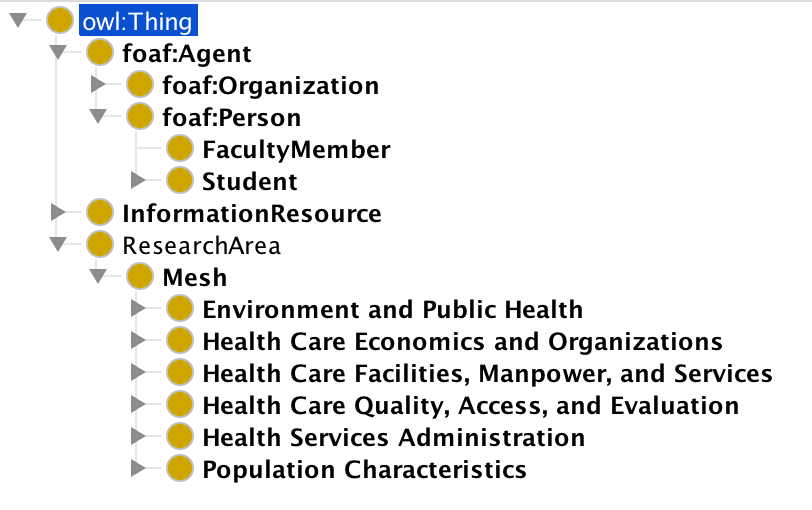 owl:Thing
foaf:Agent
foaf:Organization
foaf:Person
FacultyMember
Student
InformationResource
ResearchArea
Mesh
Environment and Public Health
Health Care Economics and Organizations
Health Care Facilities, Manpower, and Services
Health Care Quality, Access, and Evaluation
Health Services Administration
Population Characteristics